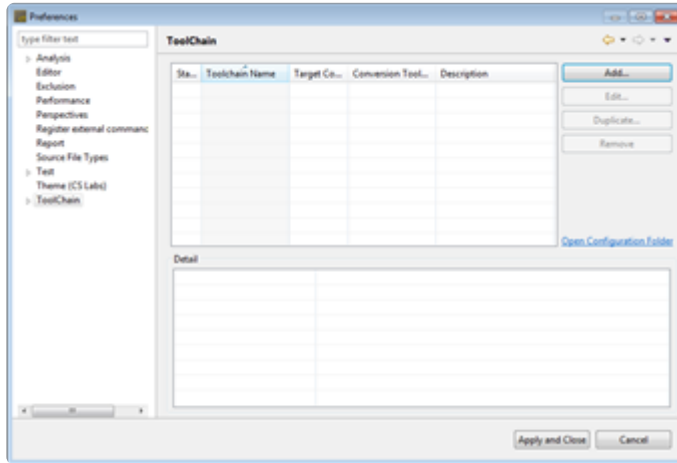 Preferences
type filter text
ToolChain
Analysis
Editor
Exclusion
Performance
Perspectives
Register external commanc
Report
Source File Types
Test
Theme (CS Labs)
ToolChain
Sta... Toolchain Name Target Co... Conversion Tool... Description
Add...
Edit...
Duplicate...
Remove
Open Configuration Folder
Detail
Apply and Close Cancel